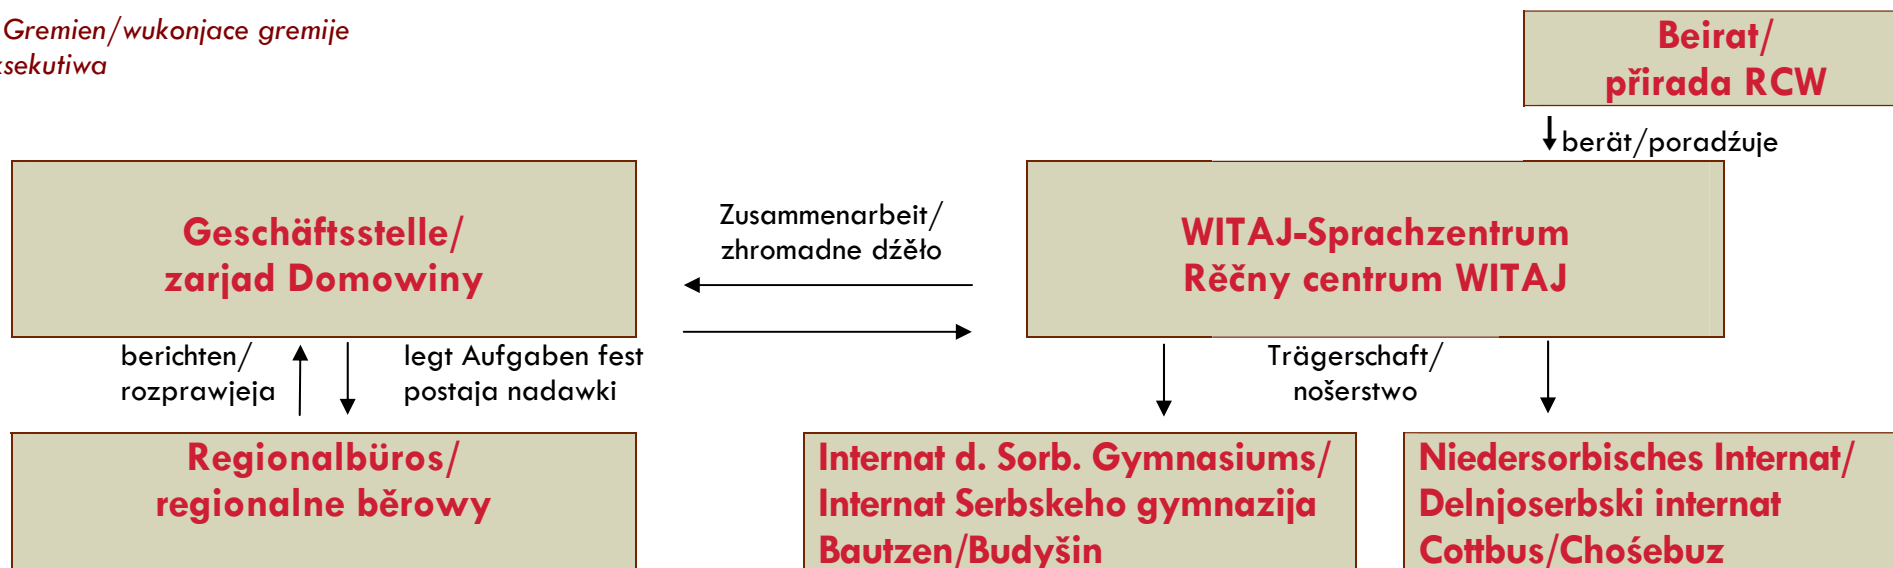 Gremien/wukonjace gremije
ksekutiwa
Beirat/
přirada RCW
berät/poradźuje
Geschäftsstelle/
zarjad Domowiny
Zusammenarbeit/
zhromadne dźěło
WITAJ-Sprachzentrum
Rěčny centrum WITAJ
berichten/
rozprawjeja
legt Aufgaben fest
postaja nadawki
Trägerschaft/
nošerstwo
Regionalbüros/
regionalne běrowy
Internat d. Sorb. Gymnasiums/
Internat Serbskeho gymnazija
Bautzen/Budyšin
Niedersorbisches Internat/
Delnjoserbski internat
Cottbus/Chośebuz